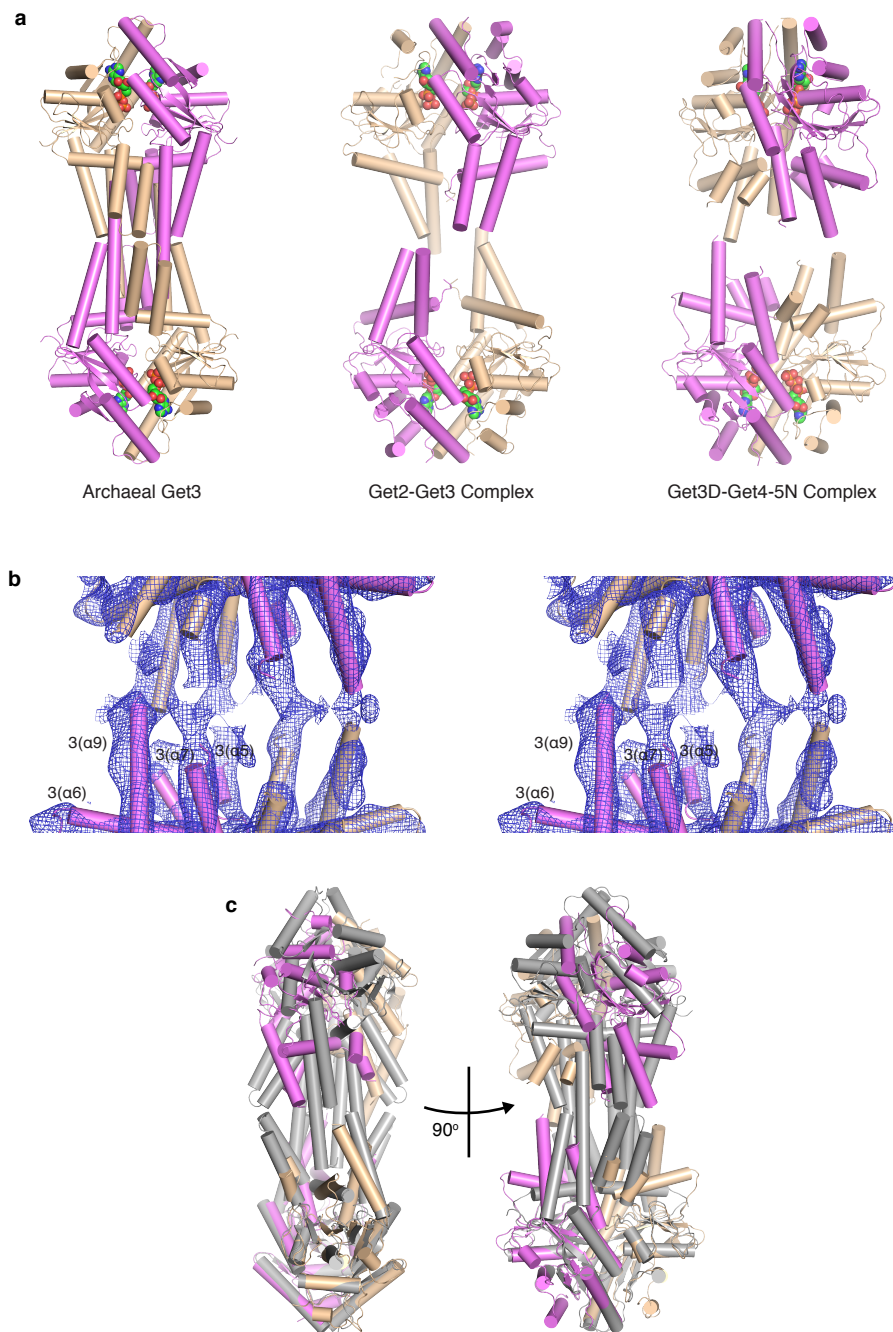 a
Archaeal Get3
Get2-Get3 Complex
Get3D-Get4-5N Complex
b
3(α9)
3(α7)
3(α5)
3(α6)
3(α9)
3(α7)
3(α5)
3(α6)
c
90º